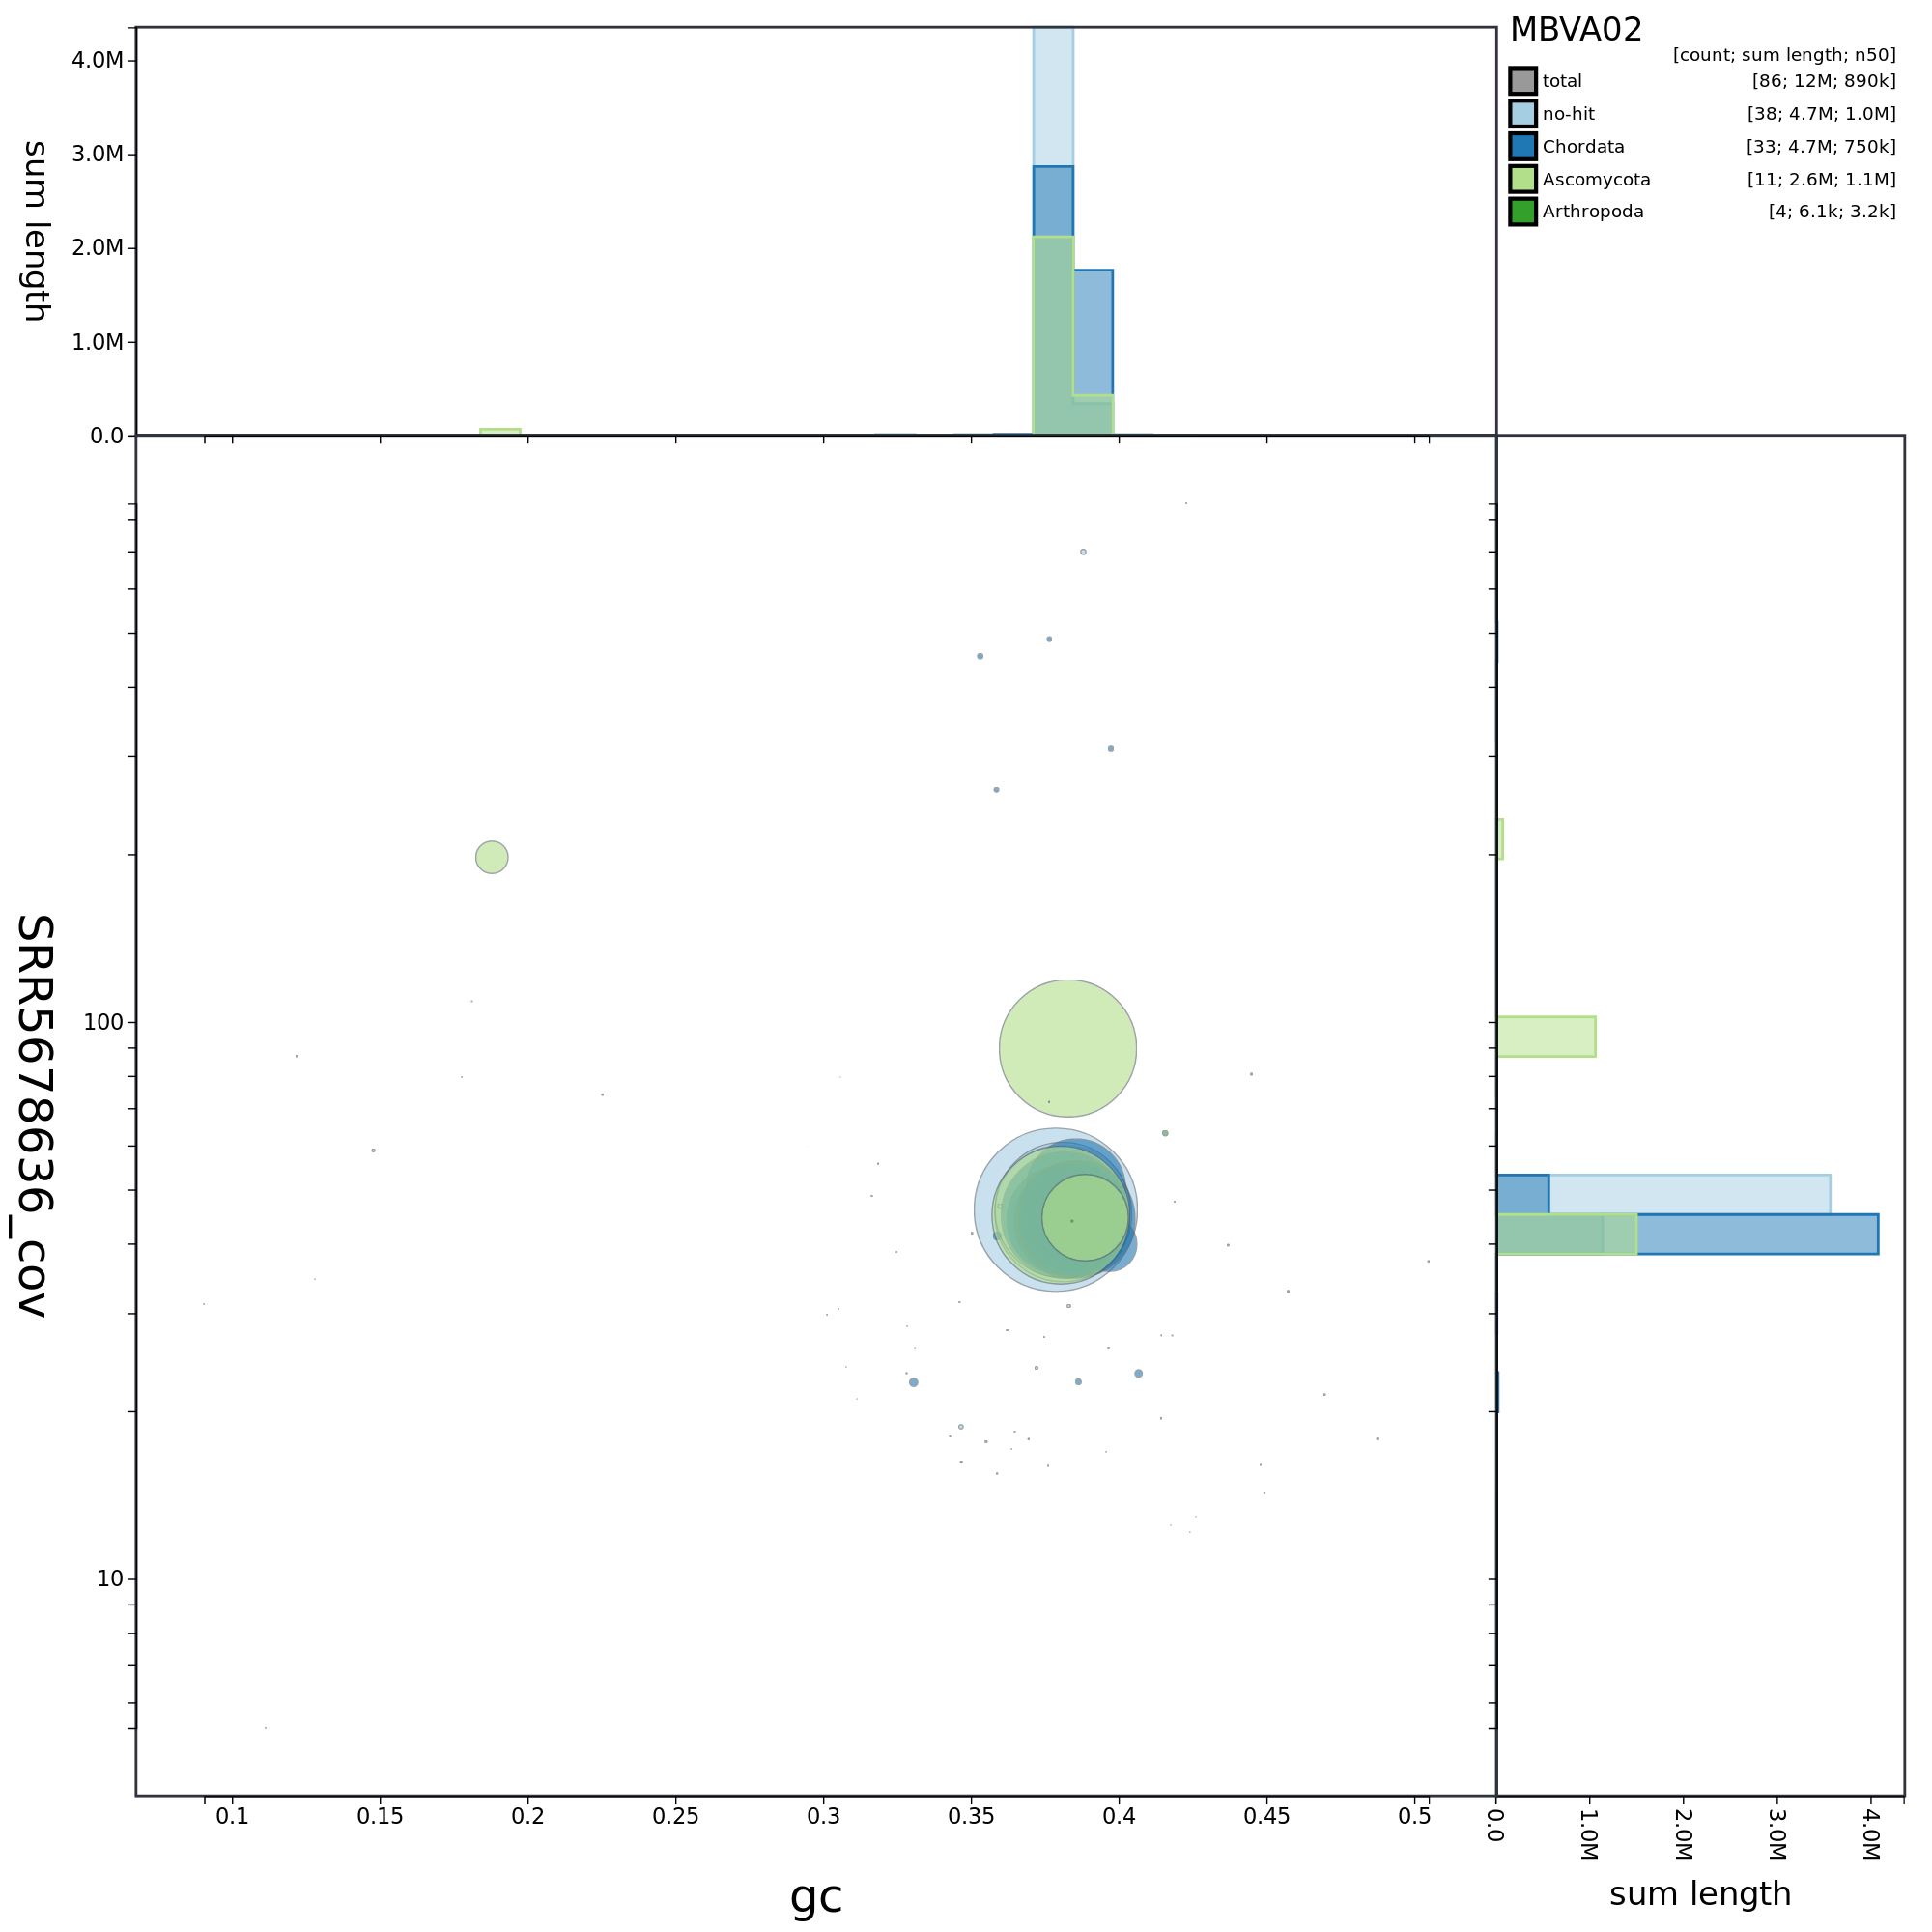 MBVA02
[count; sum length; n50]
total [86; 12M; 890k]
no-hit [38; 4.7M; 1.0M]
Chordata [33; 4.7M; 750k]
Ascomycota [11; 2.6M; 1.1M]
Arthropoda [4; 6.1k; 3.2k]
sum length
4.0M
3.0M
2.0M
1.0M
0.0
SRR5678636_cov
100
10
0.1 0.15 0.2 0.25 0.3 0.35 0.4 0.45 0.5
gc
0.0 1.0M 2.0M 3.0M 4.0M
sum length